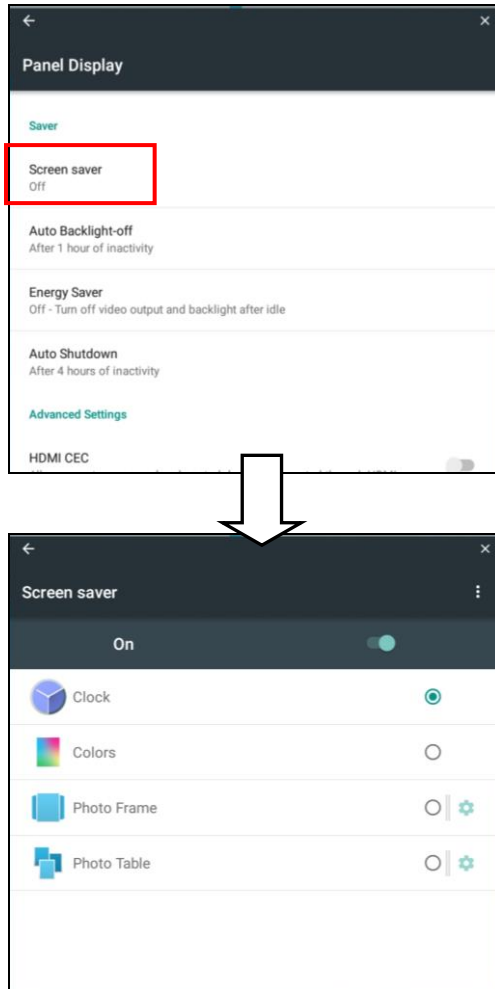 Panel Display
Saver
Screen saver
Off
Auto Backlight-off
After 1 hour of inactivity
Energy Saver
Off - Turn off video output and backlight after idle
Auto Shutdown
After 4 hours of inactivity
Advanced Settings
HDMI CEC
Screen saver
On
Clock
Colors
Photo Frame
Photo Table